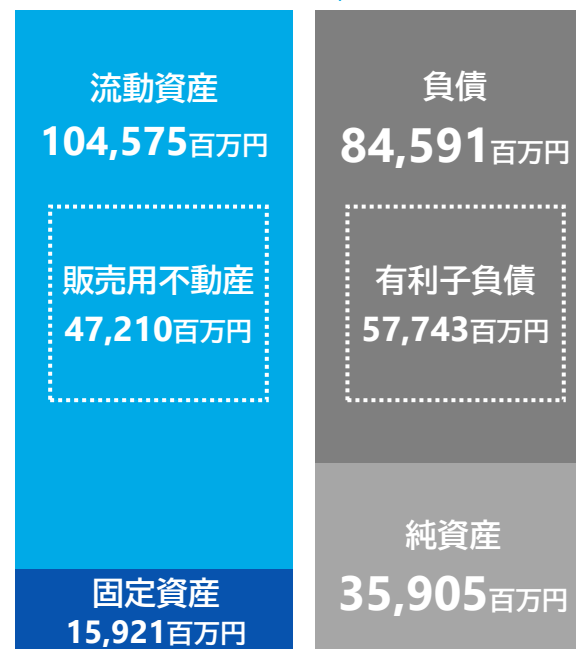 流動資産
104,575百万円
販売用不動産
47,210百万円
固定資産
15,921百万円
負債
84,591百万円
有利子負債
57,743百万円
純資産
35,905百万円